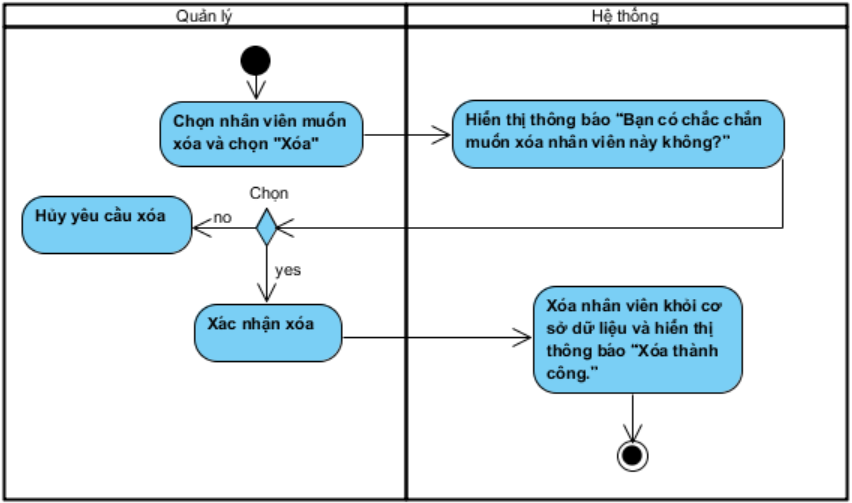 Quản lý
Hệ thống
Chọn nhân viên muốn
xóa và chọn "Xóa"
Hiển thị thông báo "Bạn có chắc chắn
muốn xóa nhân viên này không?"
Chọn
Hủy yêu cầu xóa
no
yes
Xác nhận xóa
Xóa nhân viên khỏi cơ
sở dữ liệu và hiển thị
thông báo "Xóa thành
công."